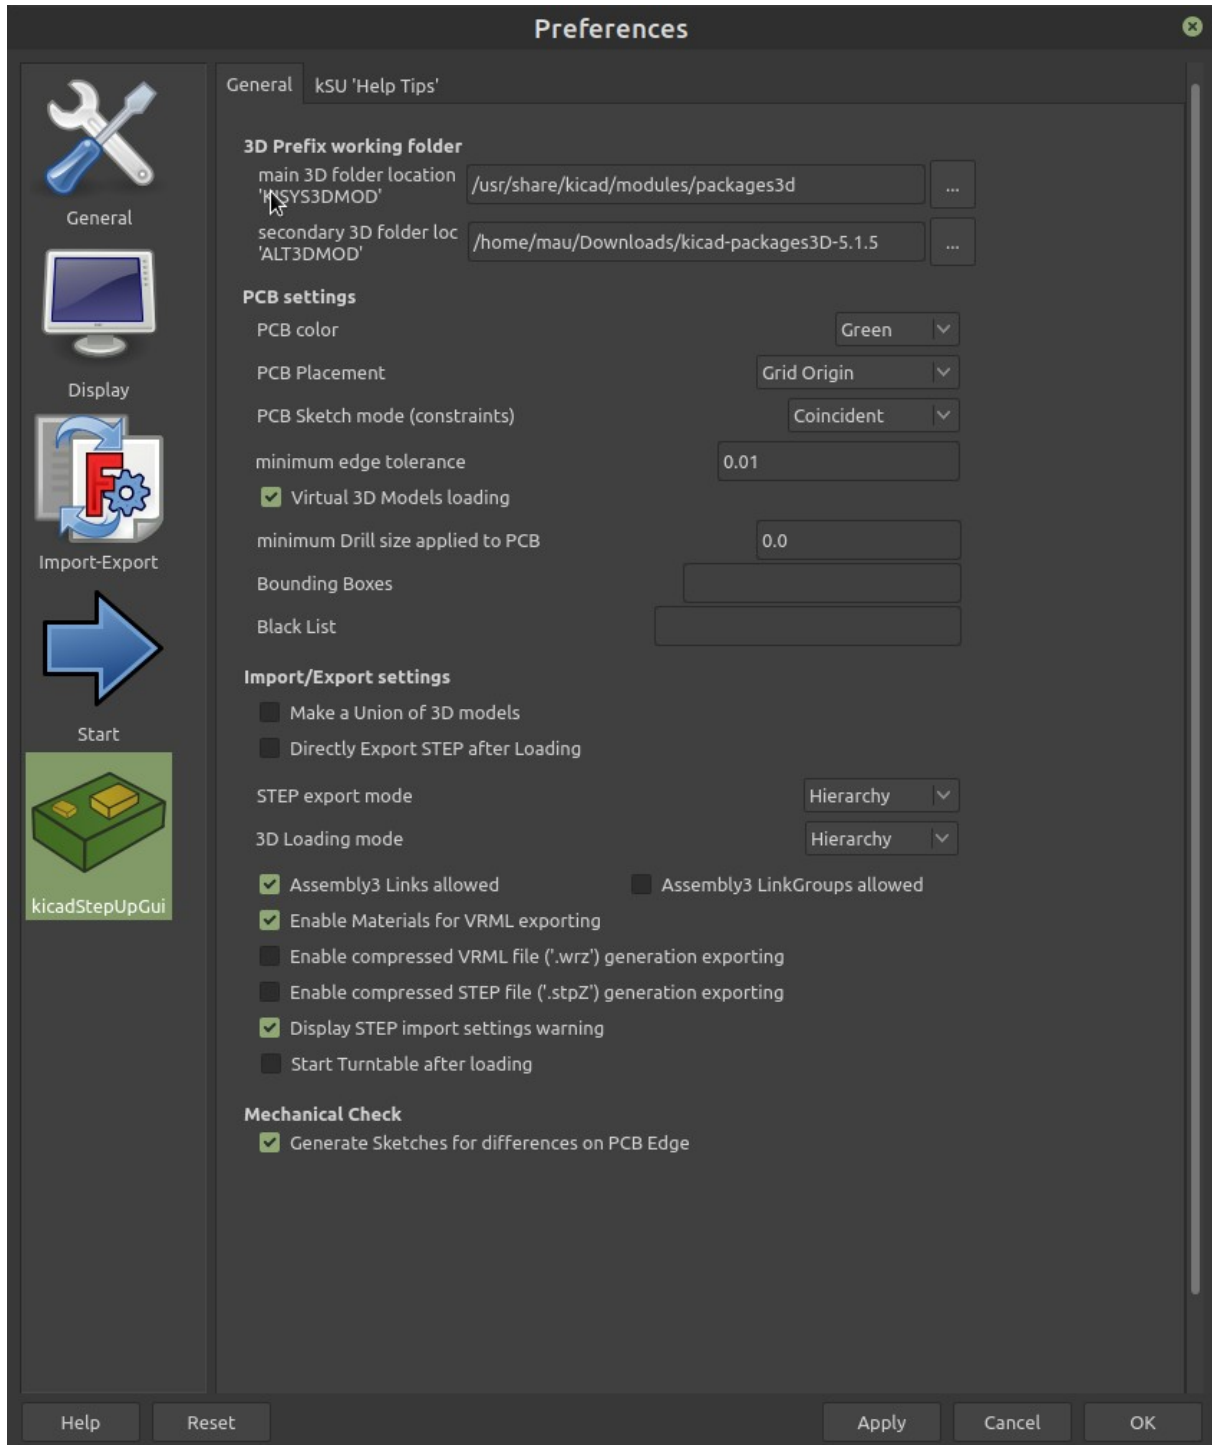 Preferences
General
Display
Import-Export
Start
kicadStepUpGui
General kSU 'Help Tips'
3D Prefix working folder
main 3D folder location
'KISYS3DMOD'
/usr/share/kicad/modules/packages3d
...
secondary 3D folder loc
'ALT3DMOD'
/home/mau/Downloads/kicad-packages3D-5.1.5
...
PCB settings
PCB color Green
PCB Placement Grid Origin
PCB Sketch mode (constraints) Coincident
minimum edge tolerance 0.01
Virtual 3D Models loading
minimum Drill size applied to PCB 0.0
Bounding Boxes
Black List
Import/Export settings
Make a Union of 3D models
Directly Export STEP after Loading
STEP export mode Hierarchy
3D Loading mode Hierarchy
Assembly3 Links allowed Assembly3 LinkGroups allowed
Enable Materials for VRML exporting
Enable compressed VRML file ('.wrz') generation exporting
Enable compressed STEP file ('.stpZ') generation exporting
Display STEP import settings warning
Start Turntable after loading
Mechanical Check
Generate Sketches for differences on PCB Edge
Help Reset Apply Cancel OK